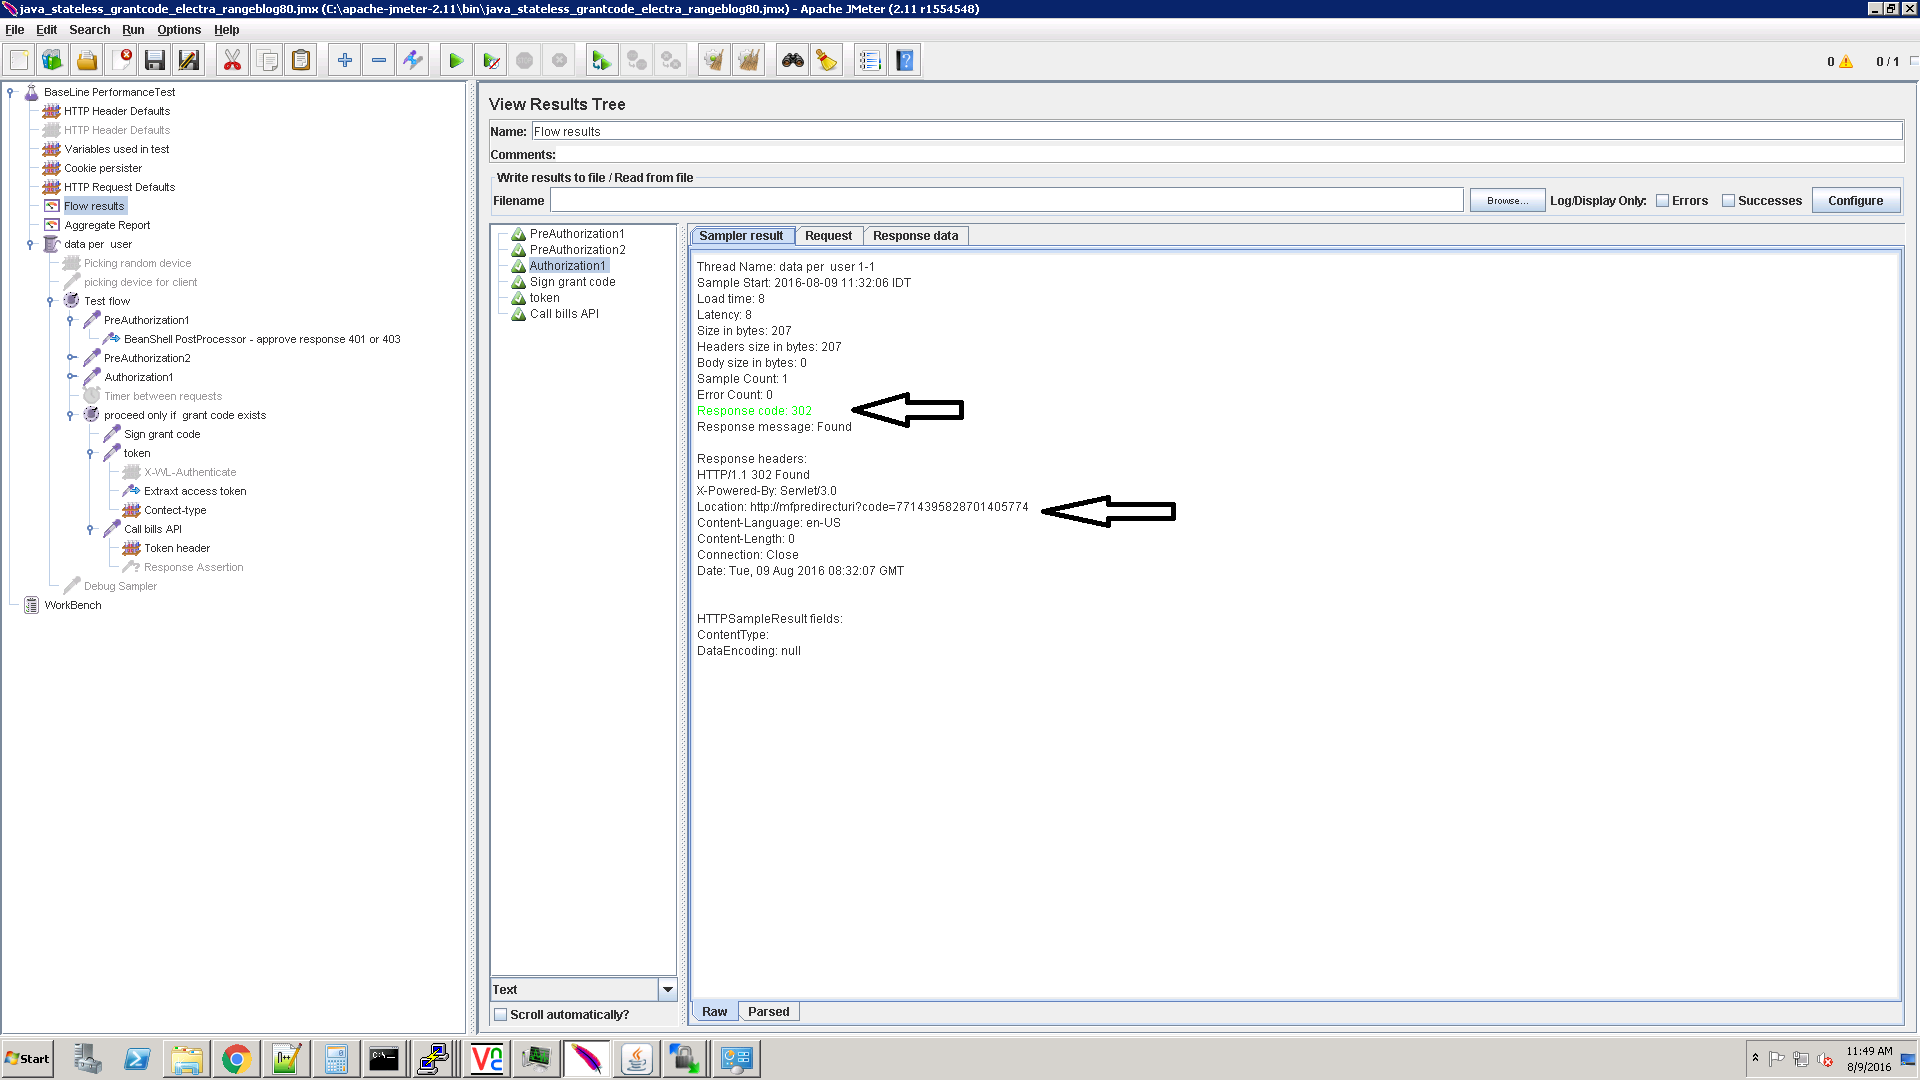 java_stateless_grantcode_electra_rangeblog80.jmx (C:\apache-jmeter-2.11\bin\java_stateless_grantcode_electra_rangeblog80.jmx) - Apache JMeter (2.11 r1554548)
File Edit Search Run Options Help
0 0 / 1
BaseLine PerformanceTest
HTTP Header Defaults
HTTP Header Defaults
Variables used in test
Cookie persister
HTTP Request Defaults
Flow results
Aggregate Report
data per user
Picking random device
picking device for client
Test flow
PreAuthorization1
BeanShell PostProcessor - approve response 401 or 403
PreAuthorization2
Authorization1
Timer between requests
proceed only if grant code exists
Sign grant code
token
X-WL-Authenticate
Extraxt access token
Contect-type
Call bills API
Token header
Response Assertion
Debug Sampler
WorkBench
View Results Tree
Name: Flow results
Comments:
Write results to file / Read from file
Filename Browse... Log/Display Only: Errors Successes Configure
PreAuthorization1
PreAuthorization2
Authorization1
Sign grant code
token
Call bills API
Text
Scroll automatically?
Sampler result Request Response data
Thread Name: data per user 1-1
Sample Start: 2016-08-09 11:32:06 IDT
Load time: 8
Latency: 8
Size in bytes: 207
Headers size in bytes: 207
Body size in bytes: 0
Sample Count: 1
Error Count: 0
Response code: 302
Response message: Found
Response headers:
HTTP/1.1 302 Found
X-Powered-By: Servlet/3.0
Location: http://mfpredirecturi?code=7714395828701405774
Content-Language: en-US
Content-Length: 0
Connection: Close
Date: Tue, 09 Aug 2016 08:32:07 GMT
HTTPSampleResult fields:
ContentType:
DataEncoding: null
Raw Parsed
Start
11:49 AM
8/9/2016